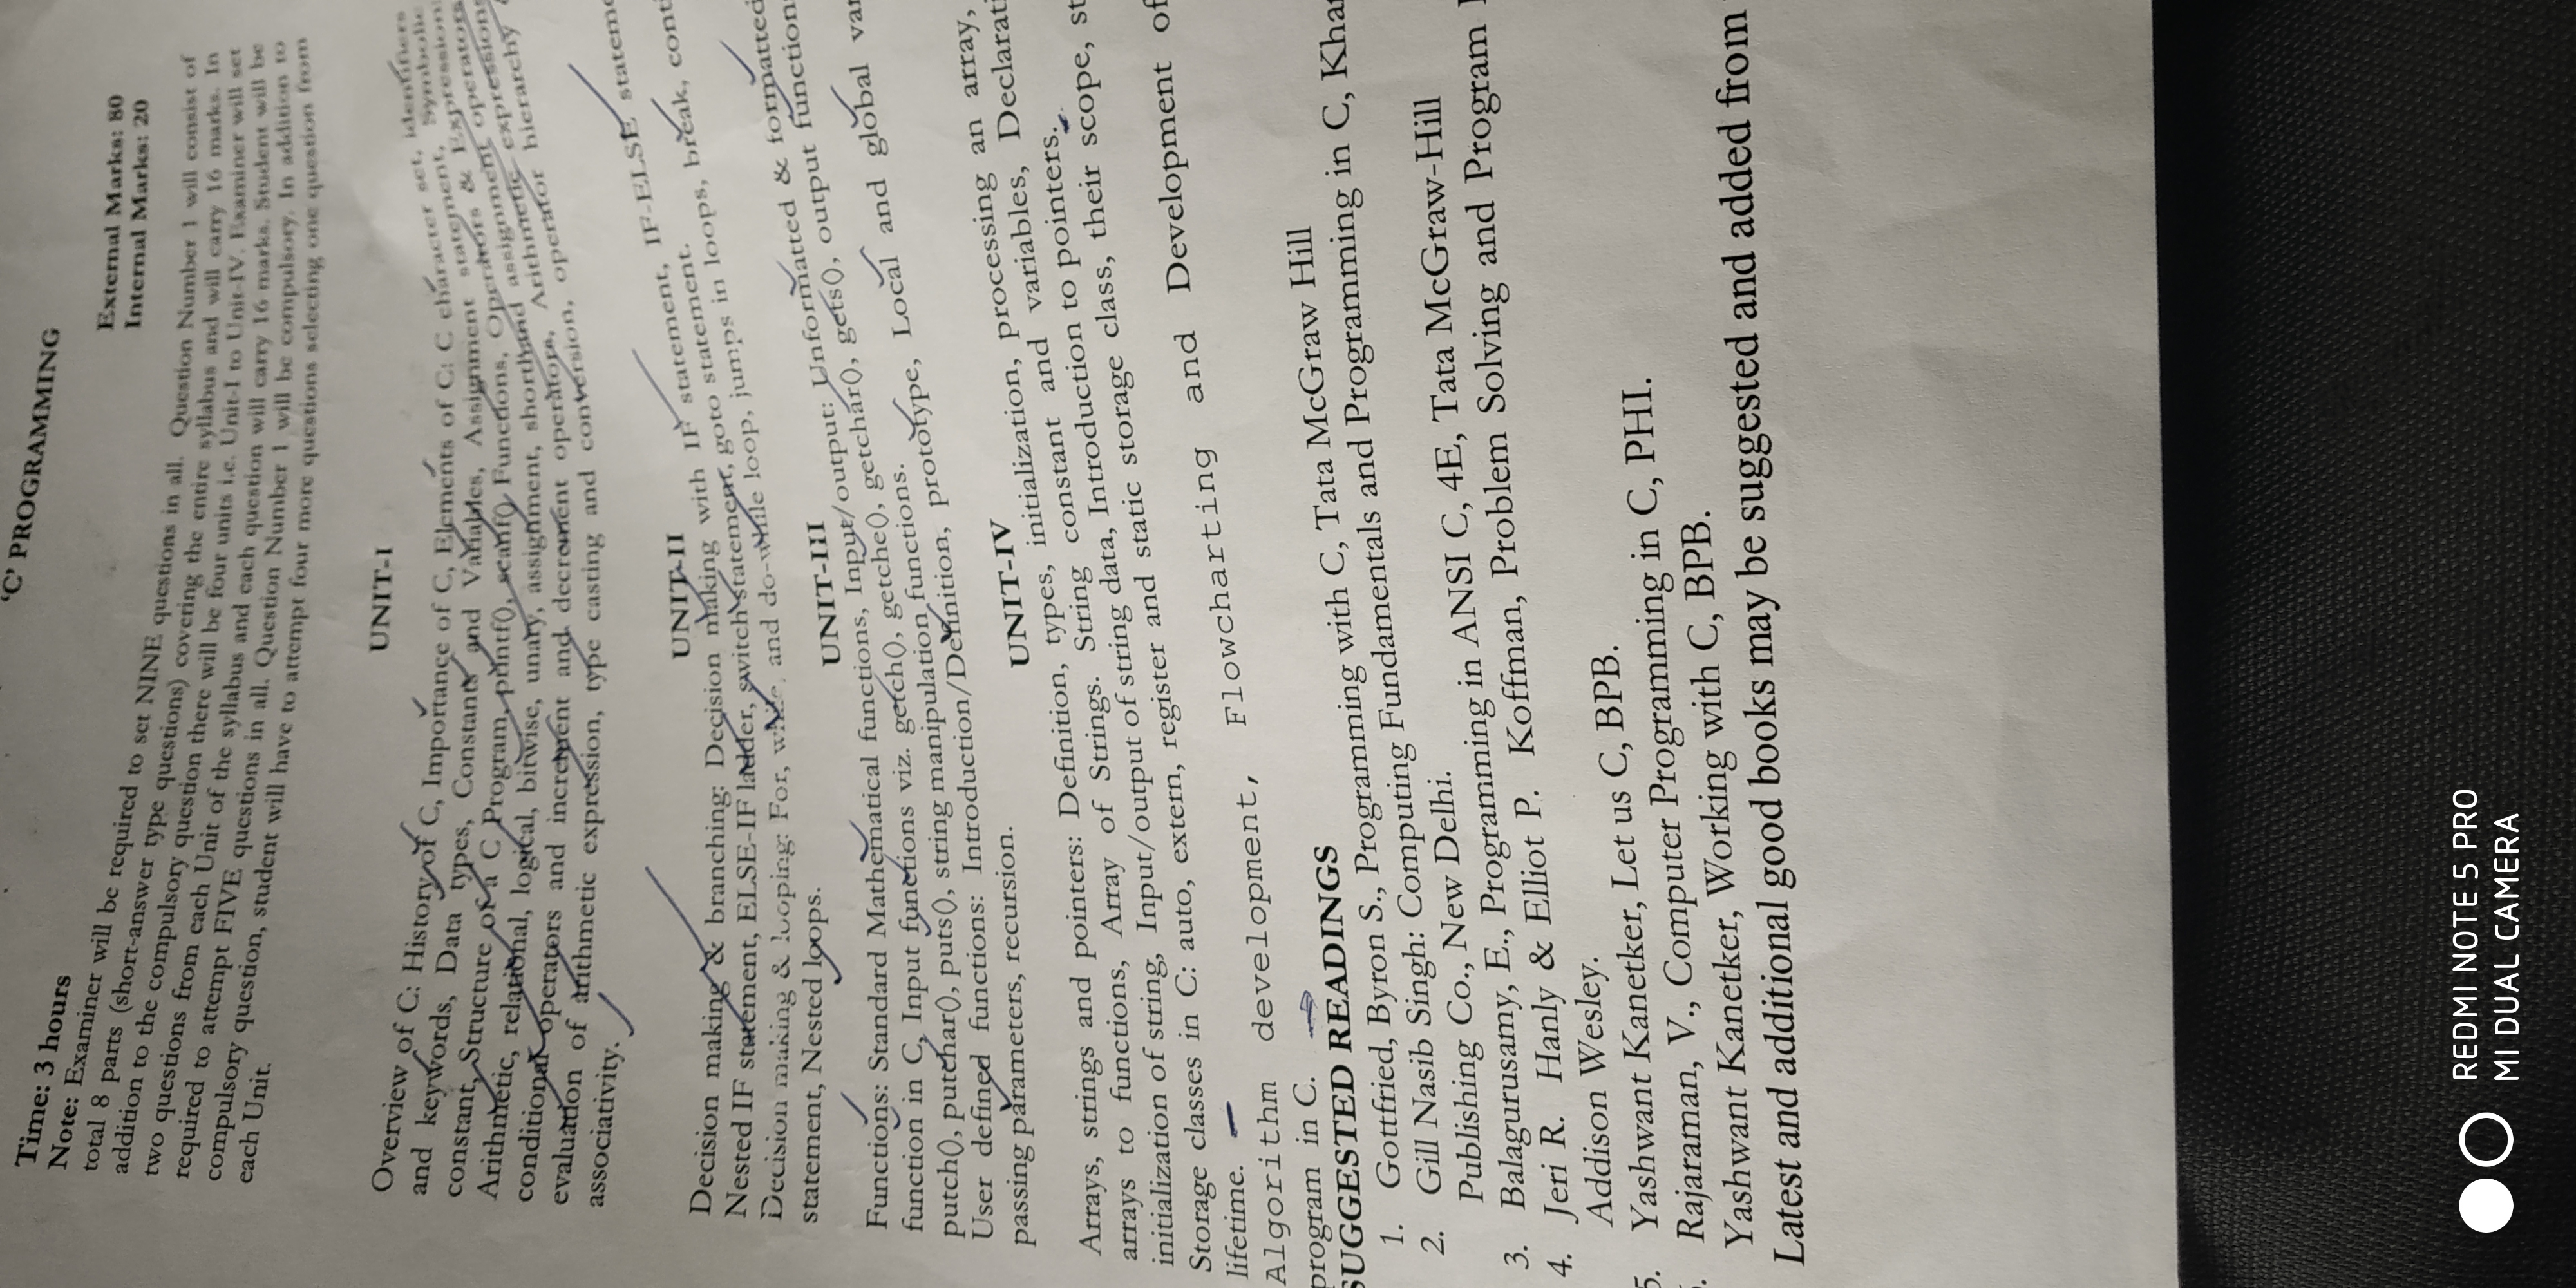 'C' PROGRAMMING
Time: 3 hours
External Marks: 80
Internal Marks: 20
Note: Examiner will be required to set NINE questions in all. Question Number 1 will consist of
total 8 parts (short-answer type questions) covering the entire syllabus and will carry 16 marks. In
addition to the compulsory question there will be four units i.e. Unit-I to Unit-IV. Examiner will set
two questions from each Unit of the syllabus and each question will carry 16 marks. Student will be
required to attempt FIVE questions in all. Question Number 1 will be compulsory. In addition to
compulsory question, student will have to attempt four more questions selecting one question from
each Unit.
UNIT-I
Overview of C: History of C, Importance of C, Elements of C: C character set, identifiers
and keywords, Data types, Constants and Variables, Assignment statement, Symbolic
constant, Structure of a C Program, printf(), scanf() Functions, Operators & Expression
Arithmetic, relational, logical, bitwise, unary, assignment, shorthand assignment operators
conditional operators and increment and decrement operators, Arithmetic expressions
evaluation of arithmetic expression, type casting and conversion, operator hierarchy
associativity.
UNIT-II
Decision making & branching: Decision making with IF statement, IF-ELSE stateme
Nested IF statement, ELSE-IF ladder, switch statement, goto statement.
Decision making & looping: For, while, and do-while loop, jumps in loops, break, conti
statement, Nested loops.
UNIT-III
Functions: Standard Mathematical functions, Input/output: Unformatted & formatted
function in C, Input functions viz. getch(), getche(), getchar(), gets(), output function
putch(), putchar(), puts(), string manipulation functions.
User defined functions: Introduction/Definition, prototype, Local and global var
passing parameters, recursion.
UNIT-IV
Arrays, strings and pointers: Definition, types, initialization, processing an array,
arrays to functions, Array of Strings. String constant and variables, Declarati
initialization of string, Input/output of string data, Introduction to pointers.
Storage classes in C: auto, extern, register and static storage class, their scope, st
lifetime.
Algorithm development, Flowcharting and Development of
program in C.
SUGGESTED READINGS
1. Gottfried, Byron S., Programming with C, Tata McGraw Hill
2. Gill Nasib Singh: Computing Fundamentals and Programming in C, Khan
Publishing Co., New Delhi.
3. Balagurusamy, E., Programming in ANSI C, 4E, Tata McGraw-Hill
4. Jeri R. Hanly & Elliot P. Koffman, Problem Solving and Program
Addison Wesley.
5. Yashwant Kanetker, Let us C, BPB.
Rajaraman, V., Computer Programming in C, PHI.
Yashwant Kanetker, Working with C, BPB.
Latest and additional good books may be suggested and added from
REDMI NOTE 5 PRO
MI DUAL CAMERA